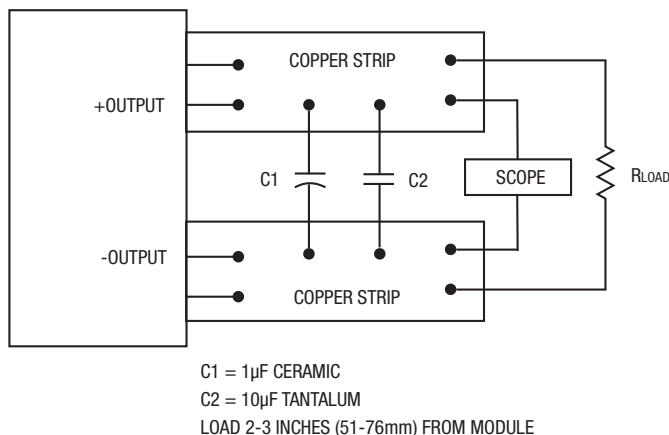 COPPER STRIP
+OUTPUT
C1
C2
SCOPE
RLOAD
-OUTPUT
COPPER STRIP
C1 = 1µF CERAMIC
C2 = 10µF TANTALUM
LOAD 2-3 INCHES (51-76mm) FROM MODULE